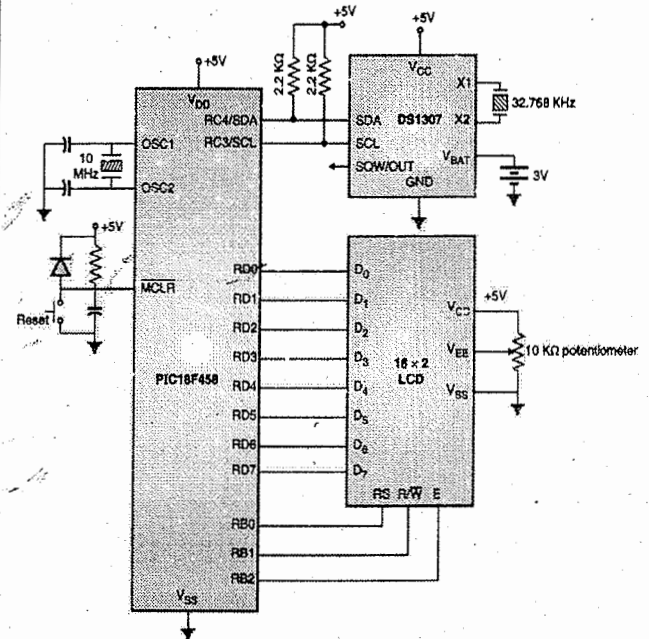 +5V
+5V
+5V
2.2 KΩ
2.2 KΩ
VDD
RC4/SDA
RC3/SCL
OSC1
OSC2
10
MHz
+5V
MCLR
Reset
PIC18F458
RD0
RD1
RD2
RD3
RD4
RD5
RD6
RD7
RB0
RB1
RB2
VSS
VCC
X1
X2
32.768 KHz
SDA
DS1307
SCL
SQW/OUT
VBAT
GND
3V
D0
D1
D2
D3
D4
D5
D6
D7
16 × 2
LCD
+5V
VEE
10 KΩ potentiometer
VSS
RS R/W E